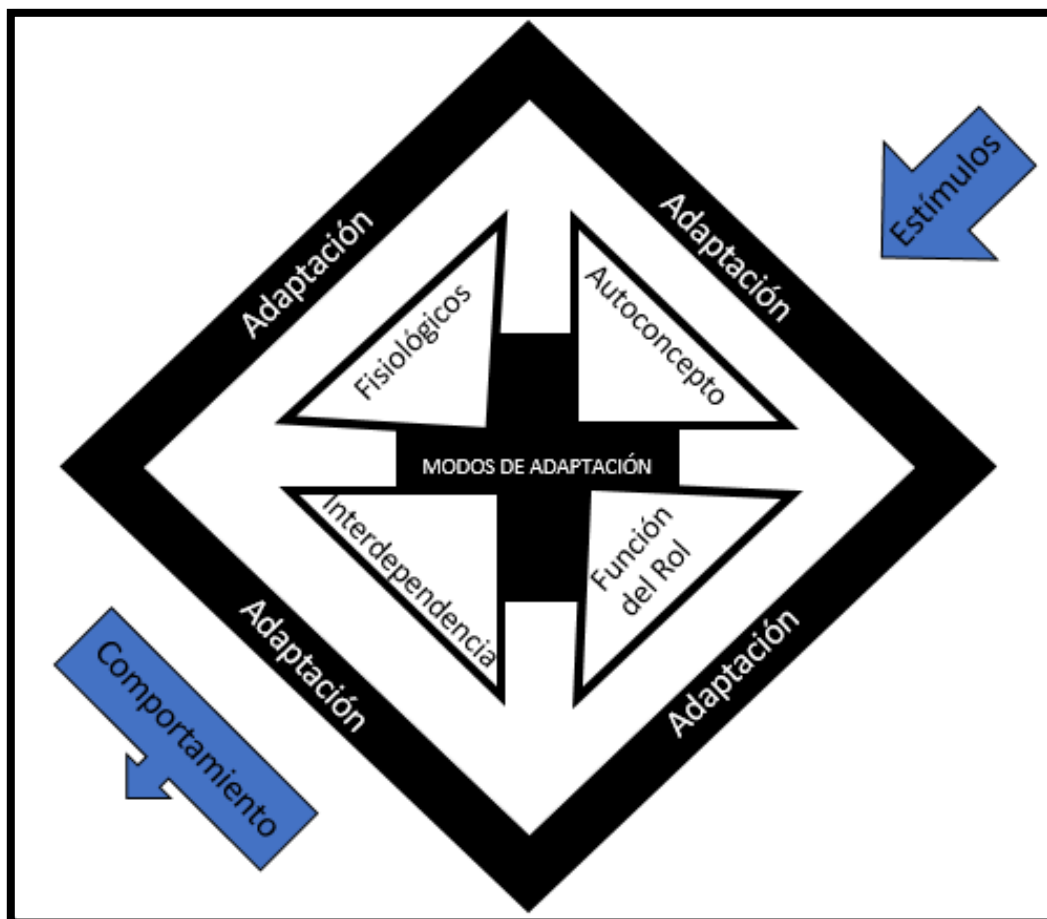 Estímulos
Adaptación
Adaptación
Fisiológicos
Autoconcepto
MODOS DE ADAPTACIÓN
Interdependencia
Función
del Rol
Adaptación
Adaptación
Comportamiento